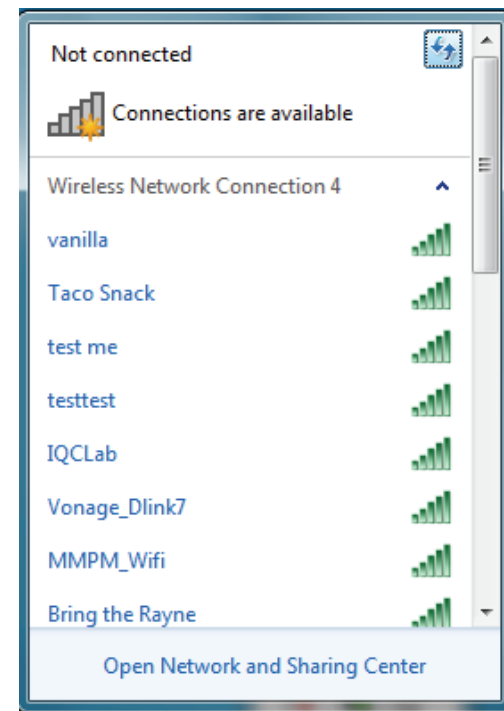 Not connected
Connections are available
Wireless Network Connection 4
vanilla
Taco Snack
test me
testtest
IQCLab
Vonage_Dlink7
MMPM_Wifi
Bring the Rayne
Open Network and Sharing Center